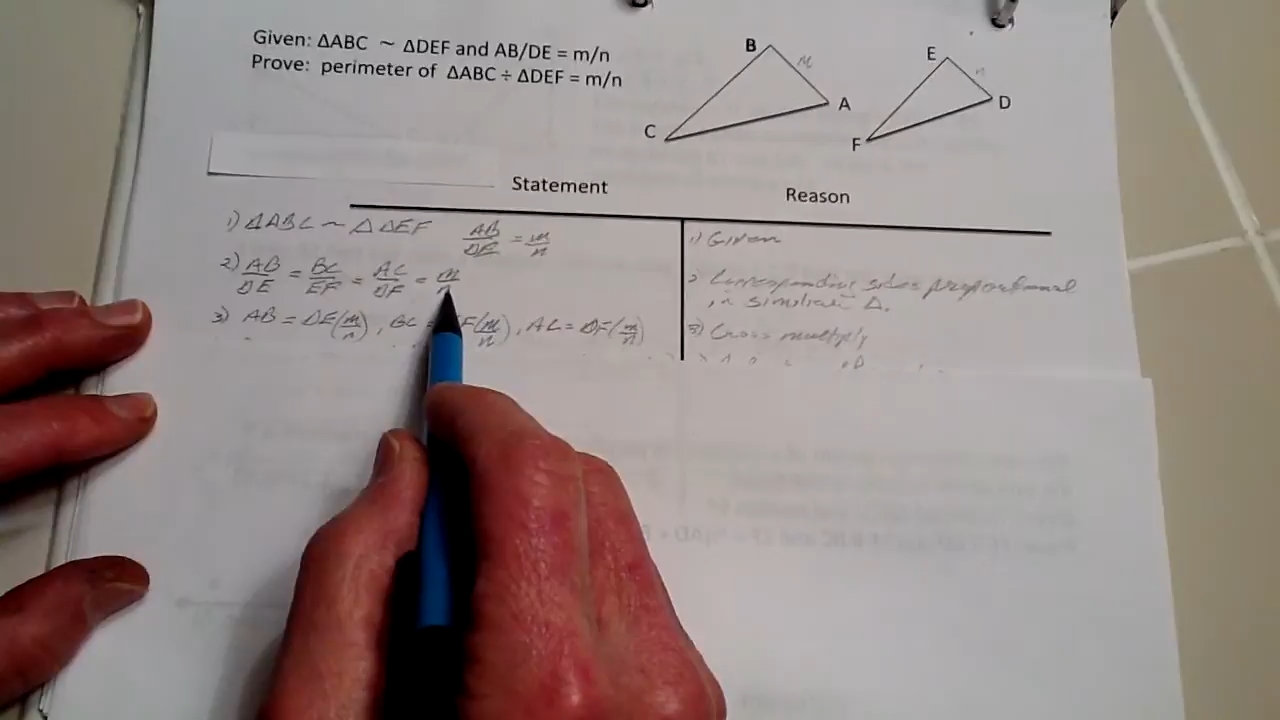 Given: ΔABC ~ ΔDEF and AB/DE = m/n
Prove: perimeter of ΔABC ÷ ΔDEF = m/n
B
M
A
C
E
n
D
F
Statement
Reason
1) ΔABC ~ Δ DEF AB/DE = m/n
1) Given
2) AB/DE = BC/EF = AC/DF = m
2 Corresponding sides proportional
in similar Δ.
3) AB = DE(m/n), BC = F(m/n), AC = DF(m/n)
3) Cross multiply